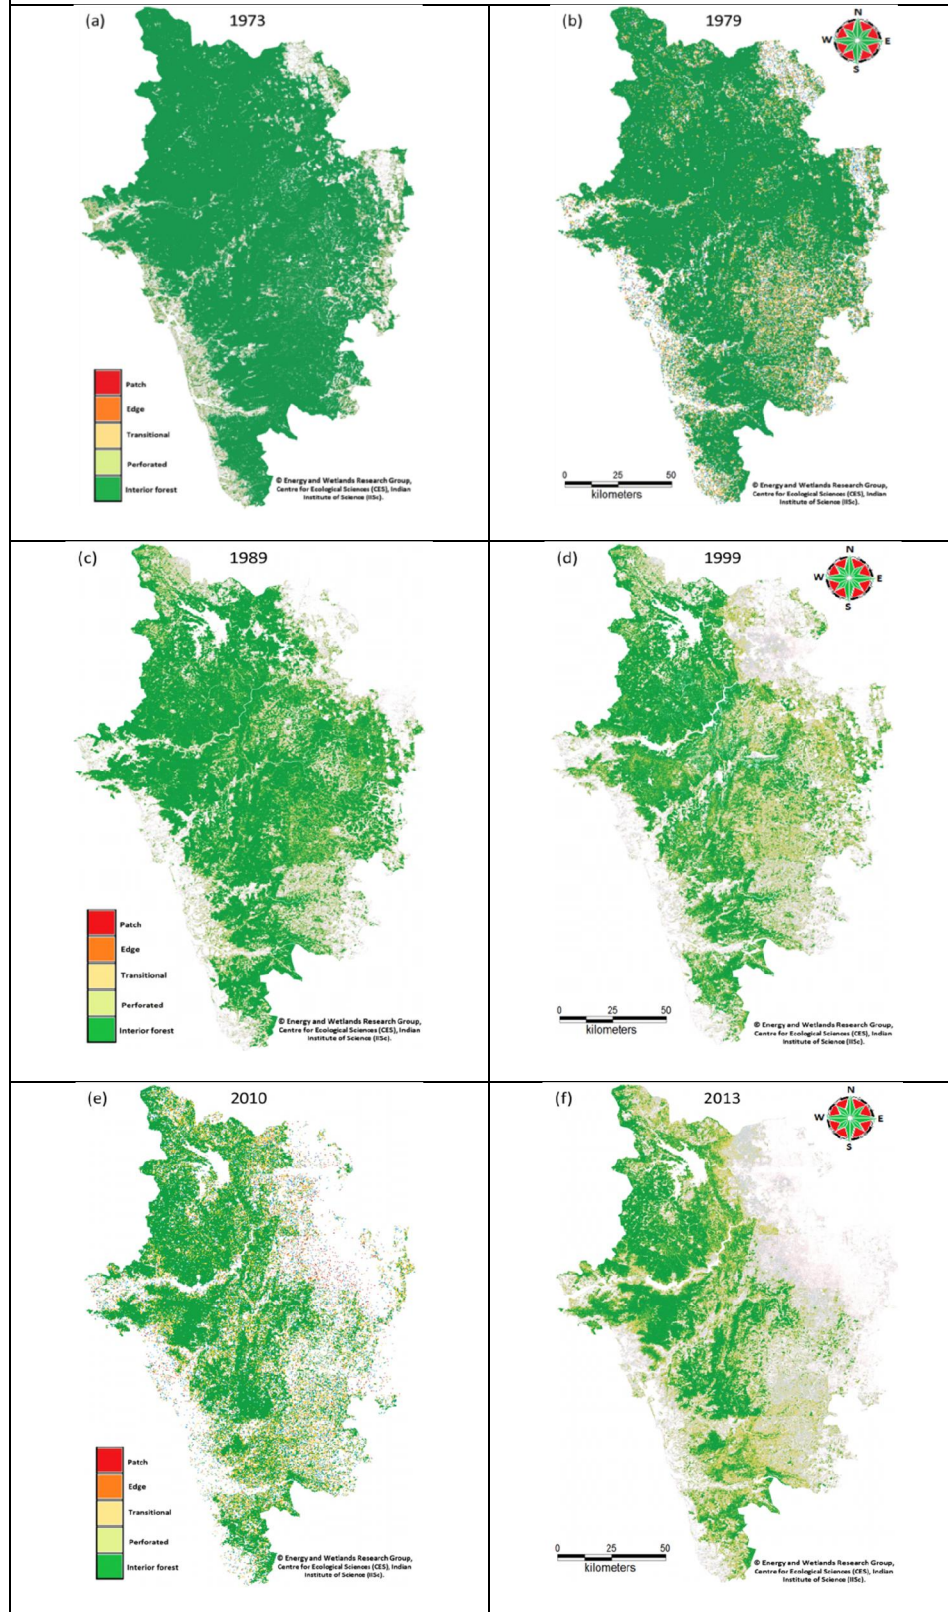 (a) 1973
Patch
Edge
Transitional
Perforated
Interior forest
© Energy and Wetlands Research Group,
Centre for Ecological Sciences (CES), Indian
Institute of Science (IISc).
(b) 1979
N
W E
S
0 25 50
kilometers
© Energy and Wetlands Research Group,
Centre for Ecological Sciences (CES), Indian
Institute of Science (IISc).
(c) 1989
Patch
Edge
Transitional
Perforated
Interior forest
© Energy and Wetlands Research Group,
Centre for Ecological Sciences (CES), Indian
Institute of Science (IISc).
(d) 1999
N
W E
S
0 25 50
kilometers
© Energy and Wetlands Research Group,
Centre for Ecological Sciences (CES), Indian
Institute of Science (IISc).
(e) 2010
Patch
Edge
Transitional
Perforated
Interior forest
© Energy and Wetlands Research Group,
Centre for Ecological Sciences (CES), Indian
Institute of Science (IISc).
(f) 2013
N
W E
S
0 25 50
kilometers
© Energy and Wetlands Research Group,
Centre for Ecological Sciences (CES), Indian
Institute of Science (IISc).